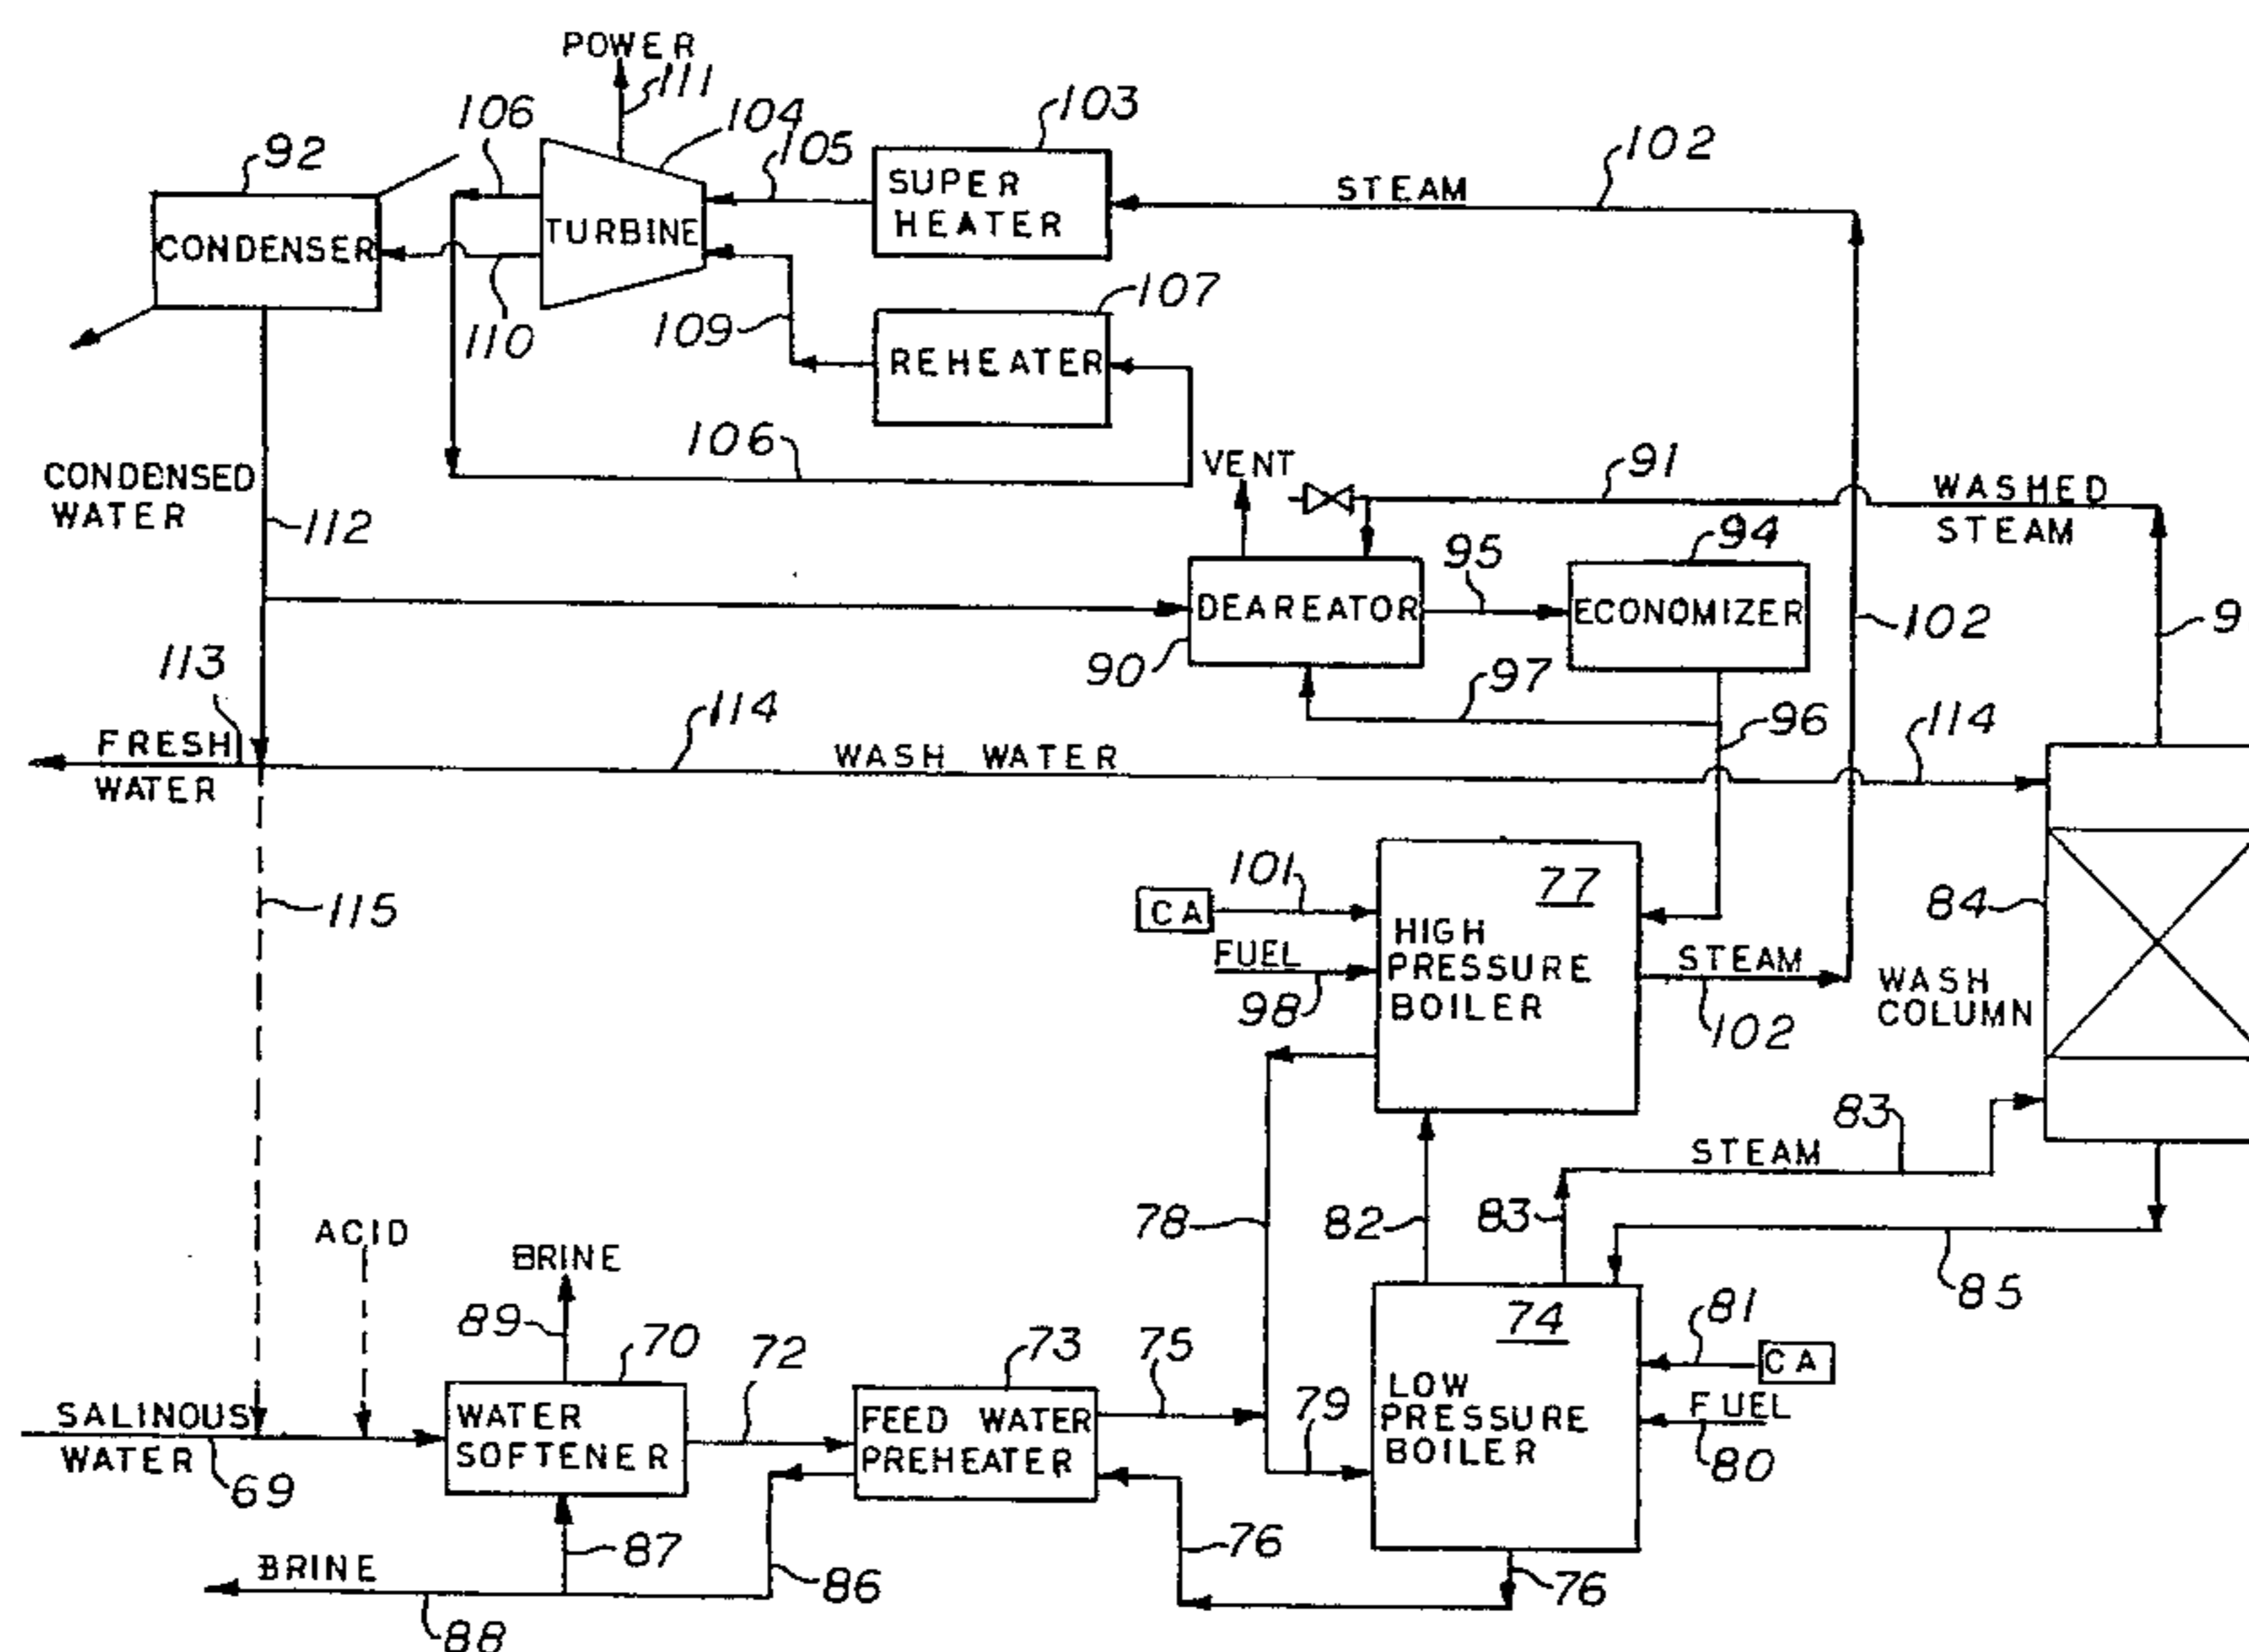 POWER
111
106
104
103
92
105
102
SUPER
HEATER
STEAM
CONDENSER
TURBINE
107
110
109
REHEATER
106
VENT
91
CONDENSED
WATER
WASHED
STEAM
112
95
94
DEAREATOR
ECONOMIZER
102
9
113
90
97
114
96
114
FRESH
WATER
WASH WATER
101
77
84
115
CA
HIGH
PRESSURE
BOILER
FUEL
98
STEAM
102
WASH
COLUMN
83
STEAM
78
82
83
ACID
BRINE
85
89
70
72
73
75
74
81
CA
SALINOUS
WATER
69
WATER
SOFTENER
FEED WATER
PREHEATER
79
LOW
PRESSURE
BOILER
FUEL
80
87
86
76
76
BRINE
88